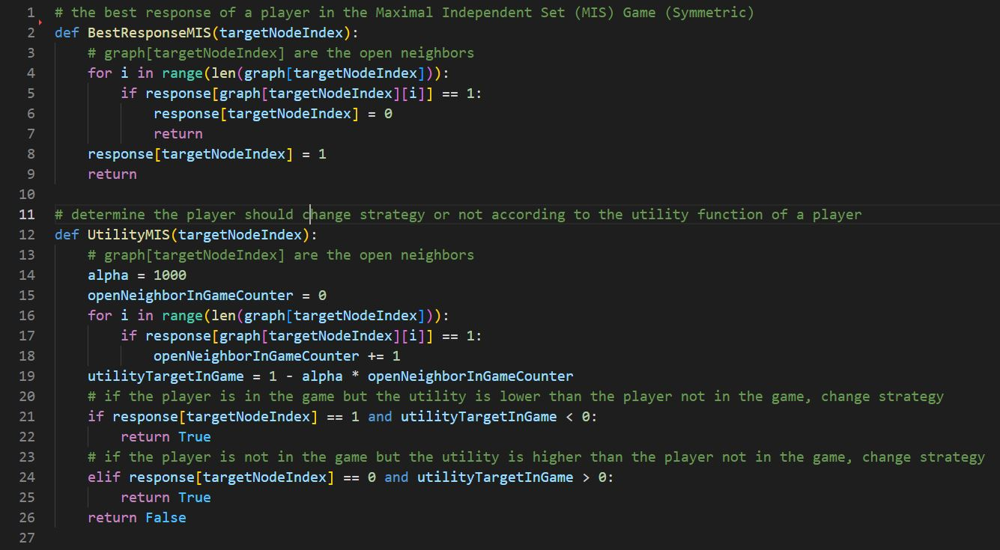 1 # the best response of a player in the Maximal Independent Set (MIS) Game (Symmetric)
2 def BestResponseMIS(targetNodeIndex):
3     # graph[targetNodeIndex] are the open neighbors
4     for i in range(len(graph[targetNodeIndex])):
5         if response[graph[targetNodeIndex][i]] == 1:
6             response[targetNodeIndex] = 0
7             return
8     response[targetNodeIndex] = 1
9     return
10
11 # determine the player should change strategy or not according to the utility function of a player
12 def UtilityMIS(targetNodeIndex):
13     # graph[targetNodeIndex] are the open neighbors
14     alpha = 1000
15     openNeighborInGameCounter = 0
16     for i in range(len(graph[targetNodeIndex])):
17         if response[graph[targetNodeIndex][i]] == 1:
18             openNeighborInGameCounter += 1
19     utilityTargetInGame = 1 - alpha * openNeighborInGameCounter
20     # if the player is in the game but the utility is lower than the player not in the game, change strategy
21     if response[targetNodeIndex] == 1 and utilityTargetInGame < 0:
22         return True
23     # if the player is not in the game but the utility is higher than the player not in the game, change strategy
24     elif response[targetNodeIndex] == 0 and utilityTargetInGame > 0:
25         return True
26     return False
27